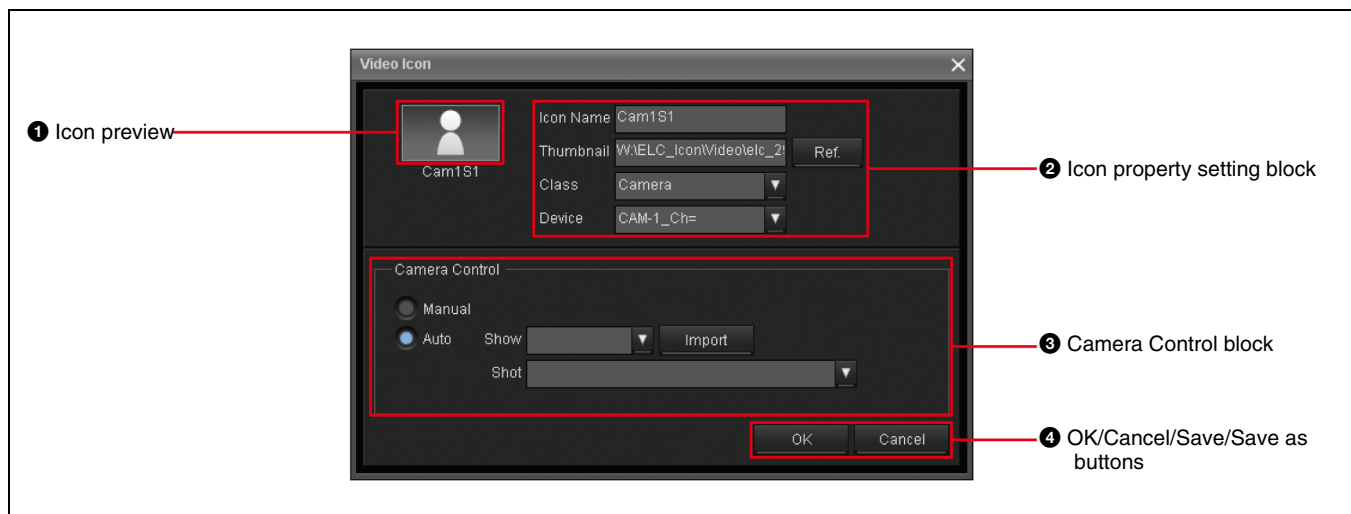 Video Icon
❶ Icon preview
Cam1S1
Icon Name Cam1S1
Thumbnail W:\ELC_Icon\Video\elc_2 Ref.
Class Camera
Device CAM-1_Ch=
❷ Icon property setting block
Camera Control
Manual
Auto Show Import
Shot
❸ Camera Control block
OK Cancel
❹ OK/Cancel/Save/Save as
buttons